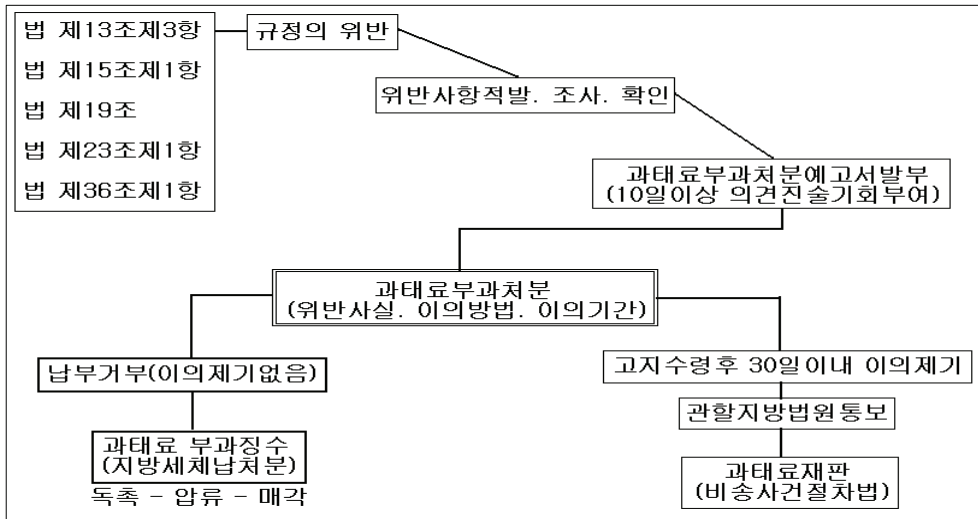 법 제13조제3항
법 제15조제1항
법 제19조
법 제23조제1항
법 제36조제1항
규정의 위반
위반사항적발. 조사. 확인
과태료부과처분예고서발부
(10일이상 의견진술기회부여)
과태료부과처분
(위반사실. 이의방법. 이의기간)
납부거부(이의제기없음)
과태료 부과징수
(지방세체납처분)
독촉 - 압류 - 매각
고지수령후 30일이내 이의제기
관할지방법원통보
과태료재판
(비송사건절차법)